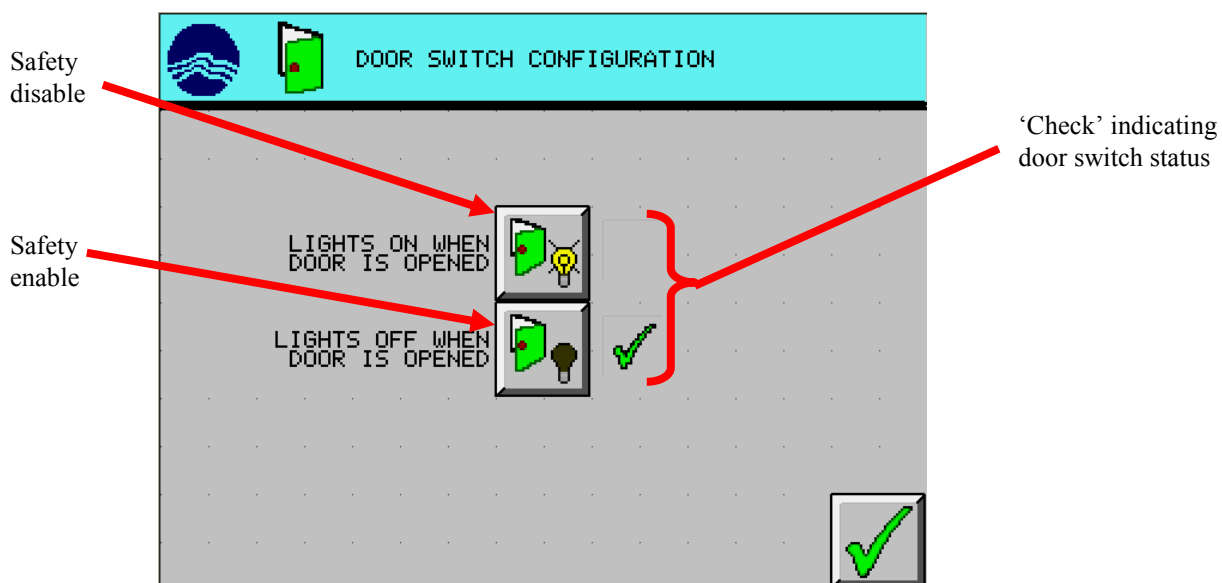 DOOR SWITCH CONFIGURATION
Safety
disable
‘Check’ indicating
door switch status
LIGHTS ON WHEN
DOOR IS OPENED
Safety
enable
LIGHTS OFF WHEN
DOOR IS OPENED